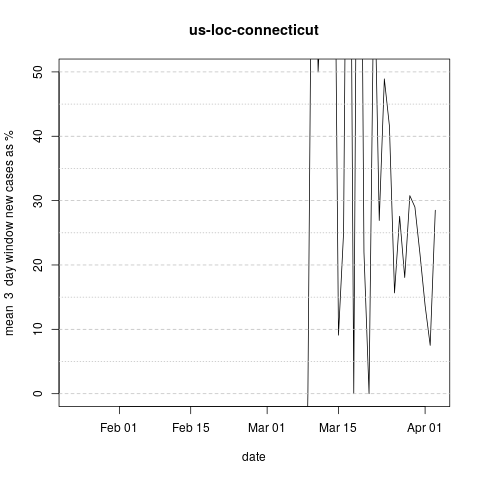 us-loc-connecticut
mean 3 day window new cases as %
50
40
30
20
10
0
Feb 01 Feb 15 Mar 01 Mar 15 Apr 01
date